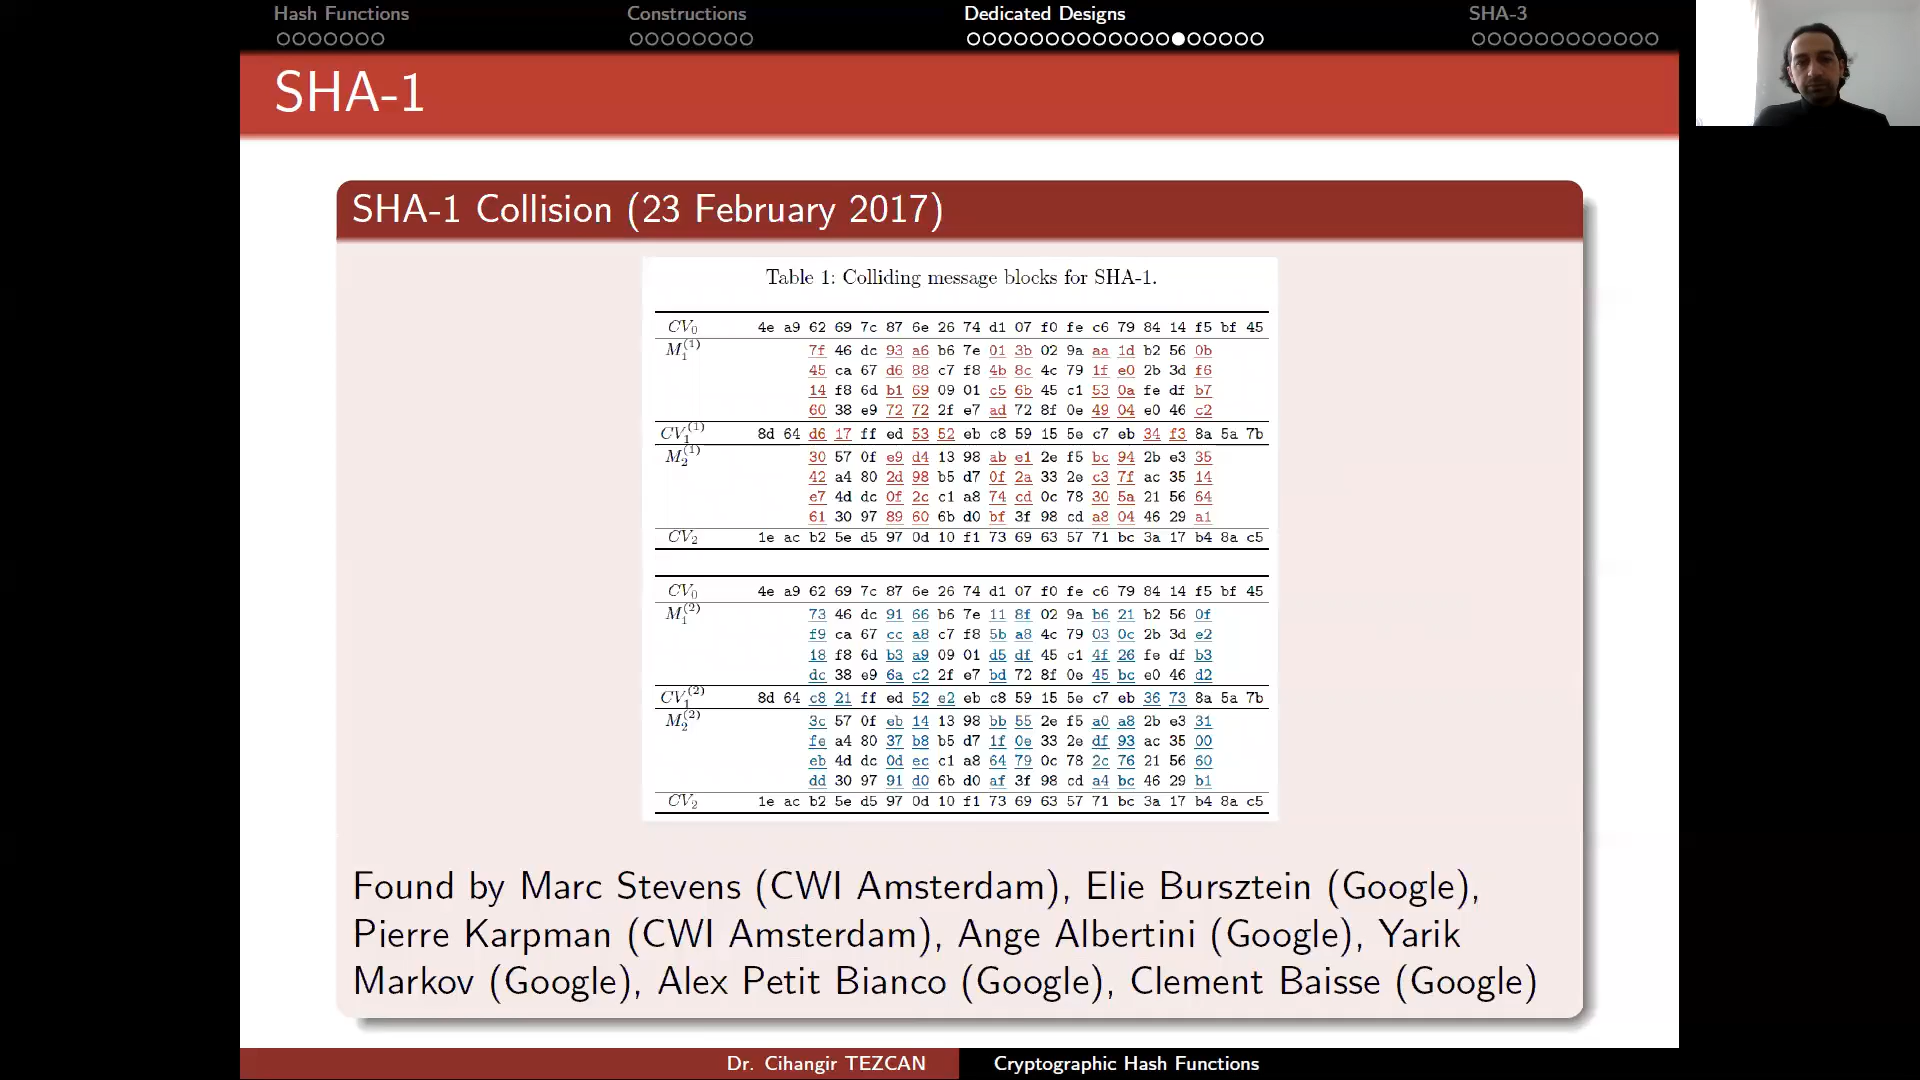 Hash Functions Constructions Dedicated Designs SHA-3
SHA-1
SHA-1 Collision (23 February 2017)
Table 1: Colliding message blocks for SHA-1.
CV0 4e a9 62 69 7c 87 6e 26 74 d1 07 f0 fe c6 79 84 14 f5 bf 45
M1(1) 7f 46 dc 93 a6 b6 7e 01 3b 02 9a aa 1d b2 56 0b
45 ca 67 d6 88 c7 f8 4b 8c 4c 79 1f e0 2b 3d f6
14 f8 6d b1 69 09 01 c5 6b 45 c1 53 0a fe df b7
60 38 e9 72 72 2f e7 ad 72 8f 0e 49 04 e0 46 c2
CV1(1) 8d 64 d6 17 ff ed 53 52 eb c8 59 15 5e c7 eb 34 f3 8a 5a 7b
M2(1) 30 57 0f e9 d4 13 98 ab e1 2e f5 bc 94 2b e3 35
42 a4 80 2d 98 b5 d7 0f 2a 33 2e c3 7f ac 35 14
e7 4d dc 0f 2c c1 a8 74 cd 0c 78 30 5a 21 56 64
61 30 97 89 60 6b d0 bf 3f 98 cd a8 04 46 29 a1
CV2 1e ac b2 5e d5 97 0d 10 f1 73 69 63 57 71 bc 3a 17 b4 8a c5
CV0 4e a9 62 69 7c 87 6e 26 74 d1 07 f0 fe c6 79 84 14 f5 bf 45
M1(2) 73 46 dc 91 66 b6 7e 11 8f 02 9a b6 21 b2 56 0f
f9 ca 67 cc a8 c7 f8 5b a8 4c 79 03 0c 2b 3d e2
18 f8 6d b3 a9 09 01 d5 df 45 c1 4f 26 fe df b3
dc 38 e9 6a c2 2f e7 bd 72 8f 0e 45 bc e0 46 d2
CV1(2) 8d 64 c8 21 ff ed 52 e2 eb c8 59 15 5e c7 eb 36 73 8a 5a 7b
M2(2) 3c 57 0f eb 14 13 98 bb 55 2e f5 a0 a8 2b e3 31
fe a4 80 37 b8 b5 d7 1f 0e 33 2e df 93 ac 35 00
eb 4d dc 0d ec c1 a8 64 79 0c 78 2c 76 21 56 60
dd 30 97 91 d0 6b d0 af 3f 98 cd a4 bc 46 29 b1
CV2 1e ac b2 5e d5 97 0d 10 f1 73 69 63 57 71 bc 3a 17 b4 8a c5
Found by Marc Stevens (CWI Amsterdam), Elie Bursztein (Google),
Pierre Karpman (CWI Amsterdam), Ange Albertini (Google), Yarik
Markov (Google), Alex Petit Bianco (Google), Clement Baisse (Google)
Dr. Cihangir TEZCAN Cryptographic Hash Functions